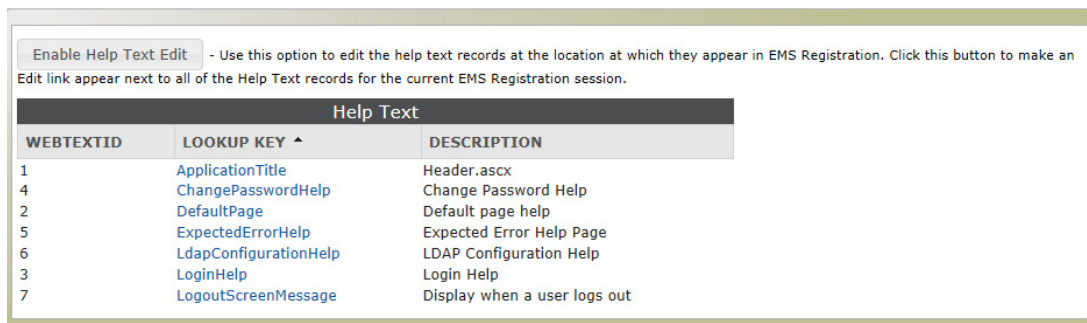 Enable Help Text Edit - Use this option to edit the help text records at the location at which they appear in EMS Registration. Click this button to make an
Edit link appear next to all of the Help Text records for the current EMS Registration session.
Help Text
WEBTEXTID LOOKUP KEY DESCRIPTION
1 ApplicationTitle Header.ascx
4 ChangePasswordHelp Change Password Help
2 DefaultPage Default page help
5 ExpectedErrorHelp Expected Error Help Page
6 LdapConfigurationHelp LDAP Configuration Help
3 LoginHelp Login Help
7 LogoutScreenMessage Display when a user logs out